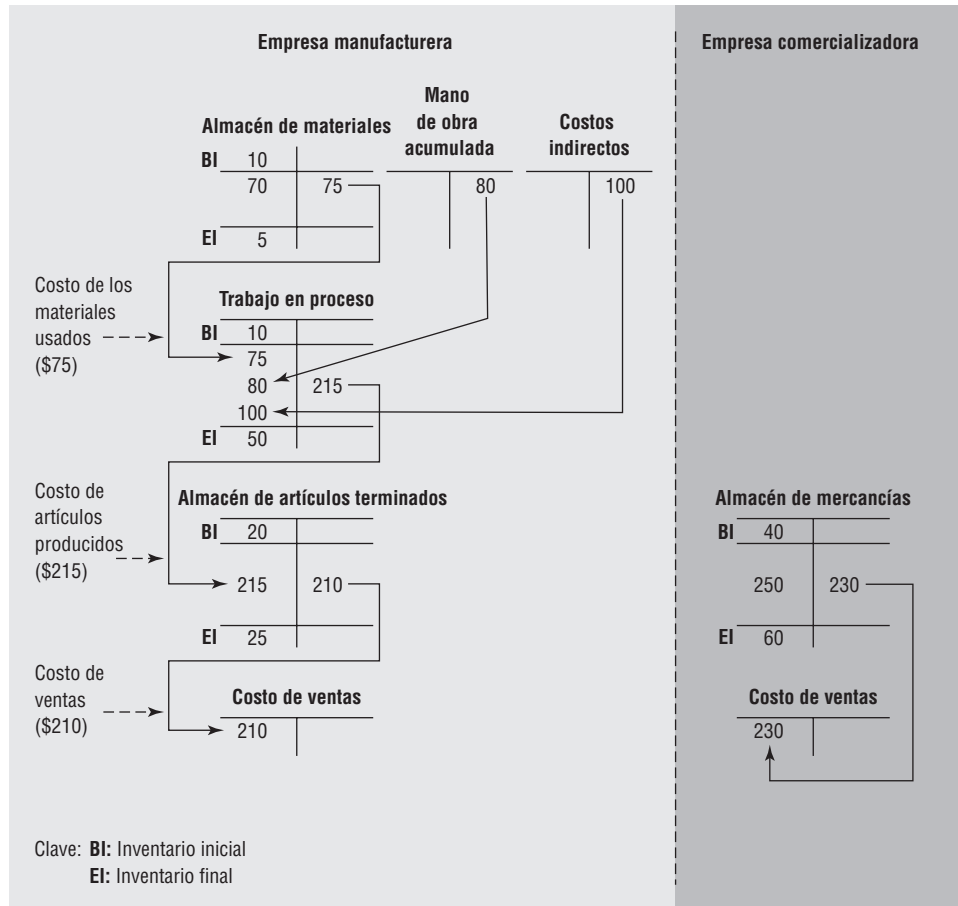 Empresa manufacturera
Empresa comercializadora
Almacén de materiales
Mano
de obra
acumulada
Costos
indirectos
BI 10
70 75
80
100
EI 5
Costo de los
materiales
usados
($75)
Trabajo en proceso
BI 10
75
80 215
100
EI 50
Costo de
artículos
producidos
($215)
Almacén de artículos terminados
BI 20
215 210
EI 25
Costo de
ventas
($210)
Costo de ventas
210
Almacén de mercancías
BI 40
250 230
EI 60
Costo de ventas
230
Clave: BI: Inventario inicial
EI: Inventario final